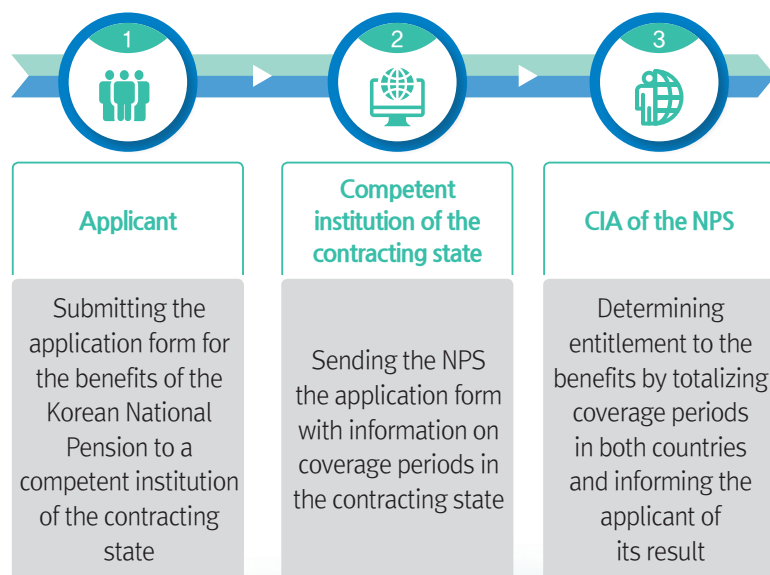 1
2
3
Applicant
Competent
institution of the
contracting state
CIA of the NPS
Submitting the
application form for
the benefits of the
Korean National
Pension to a
competent institution
of the contracting
state
Sending the NPS
the application form
with information on
coverage periods in
the contracting state
Determining
entitlement to the
benefits by totalizing
coverage periods
in both countries
and informing the
applicant of
its result